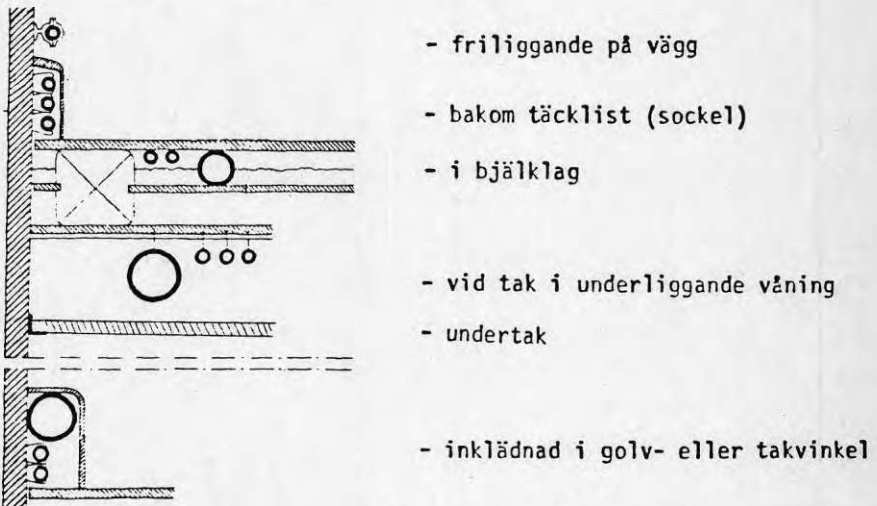 - friliggande på vägg
- bakom täcklist (sockel)
- i bjälklag
- vid tak i underliggande våning
- undertak
- inklädnad i golv- eller takvinkel